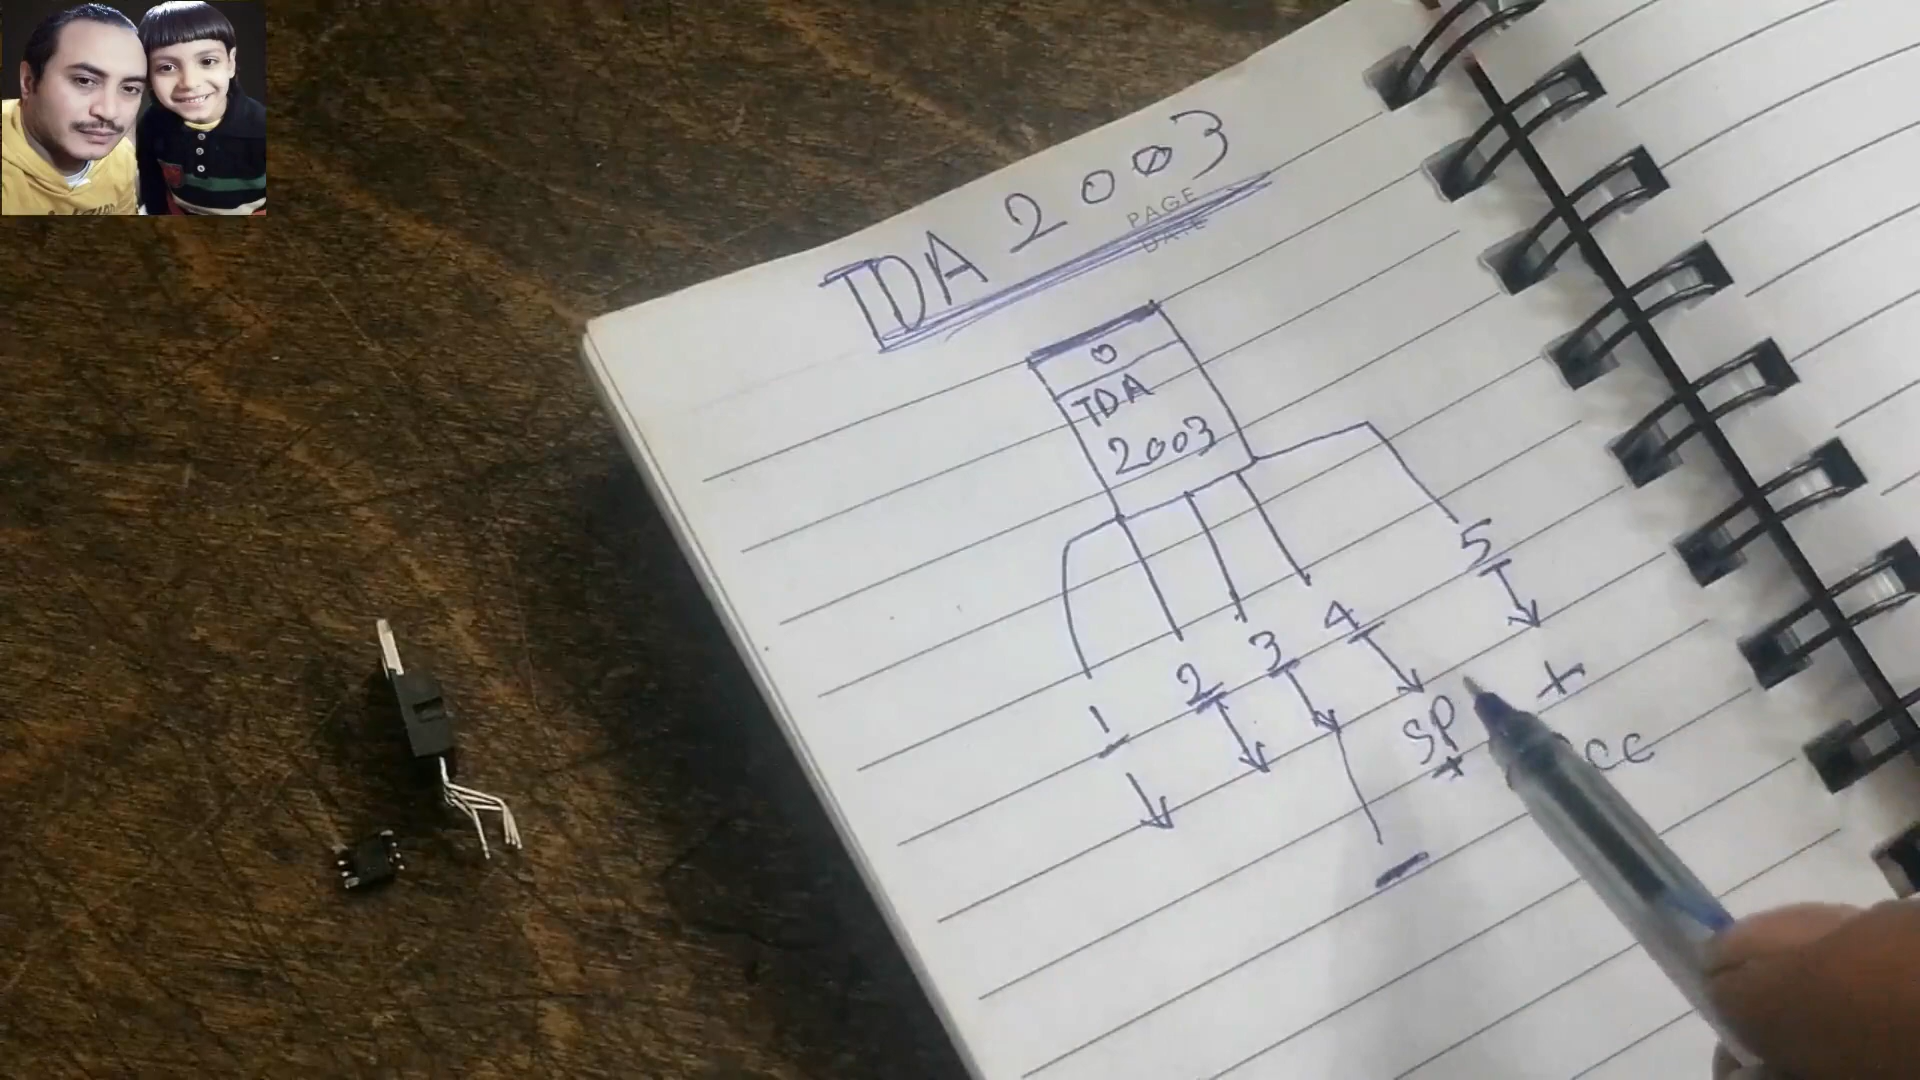 TDA 2003
PAGE
DATE
TDA
2003
1 2 3 4 5
SP +
+ CC
-